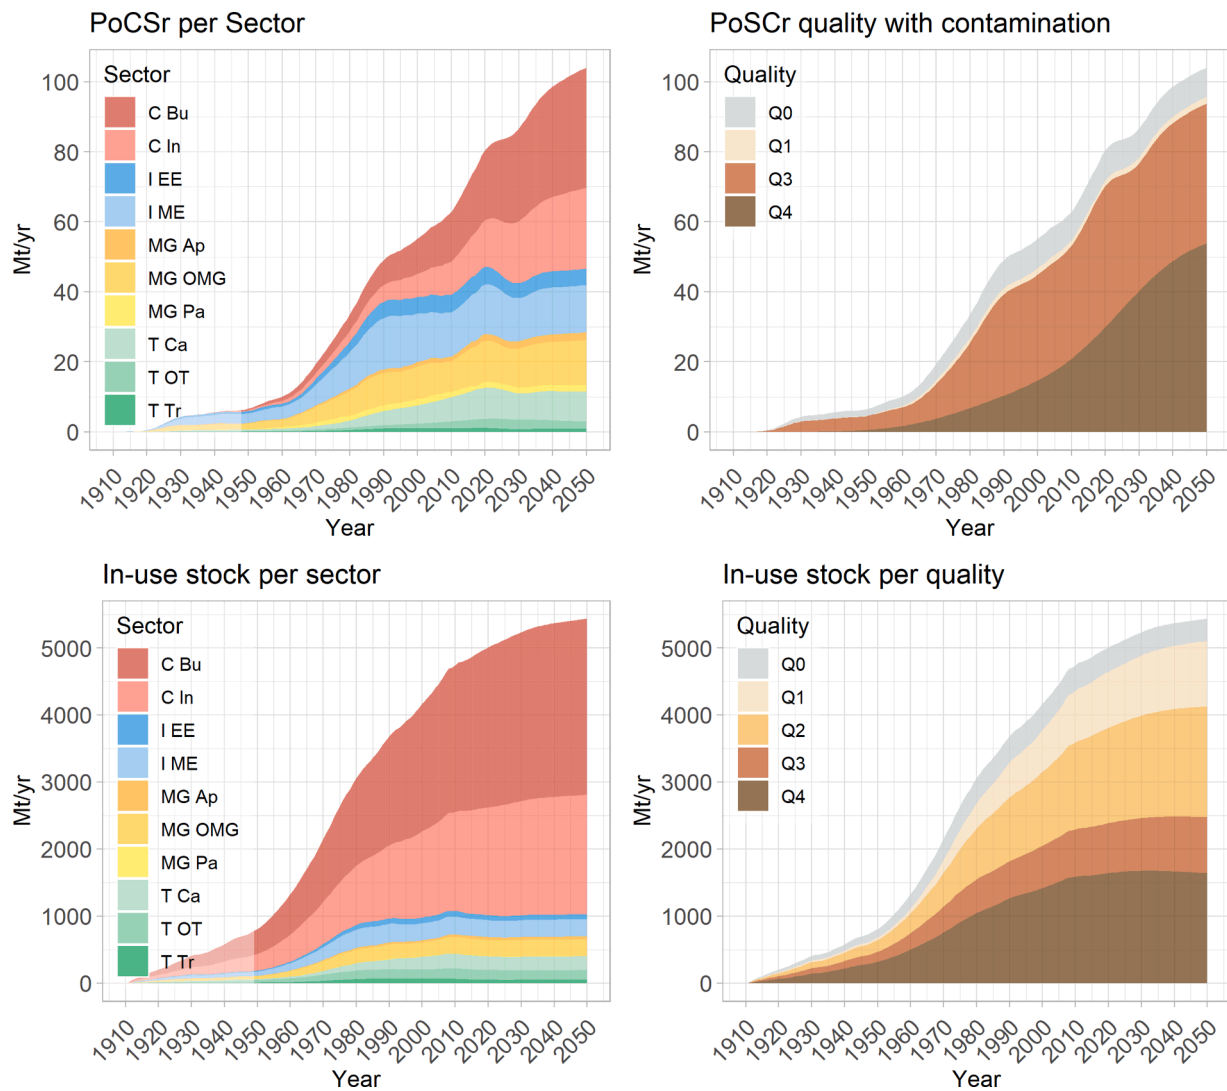 PoCSr per Sector
Mt/yr
100
80
60
40
20
0
Sector
C Bu
C In
I EE
I ME
MG Ap
MG OMG
MG Pa
T Ca
T OT
T Tr
1910 1920 1930 1940 1950 1960 1970 1980 1990 2000 2010 2020 2030 2040 2050
Year
PoSCr quality with contamination
Mt/yr
100
80
60
40
20
0
Quality
Q0
Q1
Q3
Q4
1910 1920 1930 1940 1950 1960 1970 1980 1990 2000 2010 2020 2030 2040 2050
Year
In-use stock per sector
Mt/yr
5000
4000
3000
2000
1000
0
Sector
C Bu
C In
I EE
I ME
MG Ap
MG OMG
MG Pa
T Ca
T OT
T Tr
1910 1920 1930 1940 1950 1960 1970 1980 1990 2000 2010 2020 2030 2040 2050
Year
In-use stock per quality
Mt/yr
5000
4000
3000
2000
1000
0
Quality
Q0
Q1
Q2
Q3
Q4
1910 1920 1930 1940 1950 1960 1970 1980 1990 2000 2010 2020 2030 2040 2050
Year